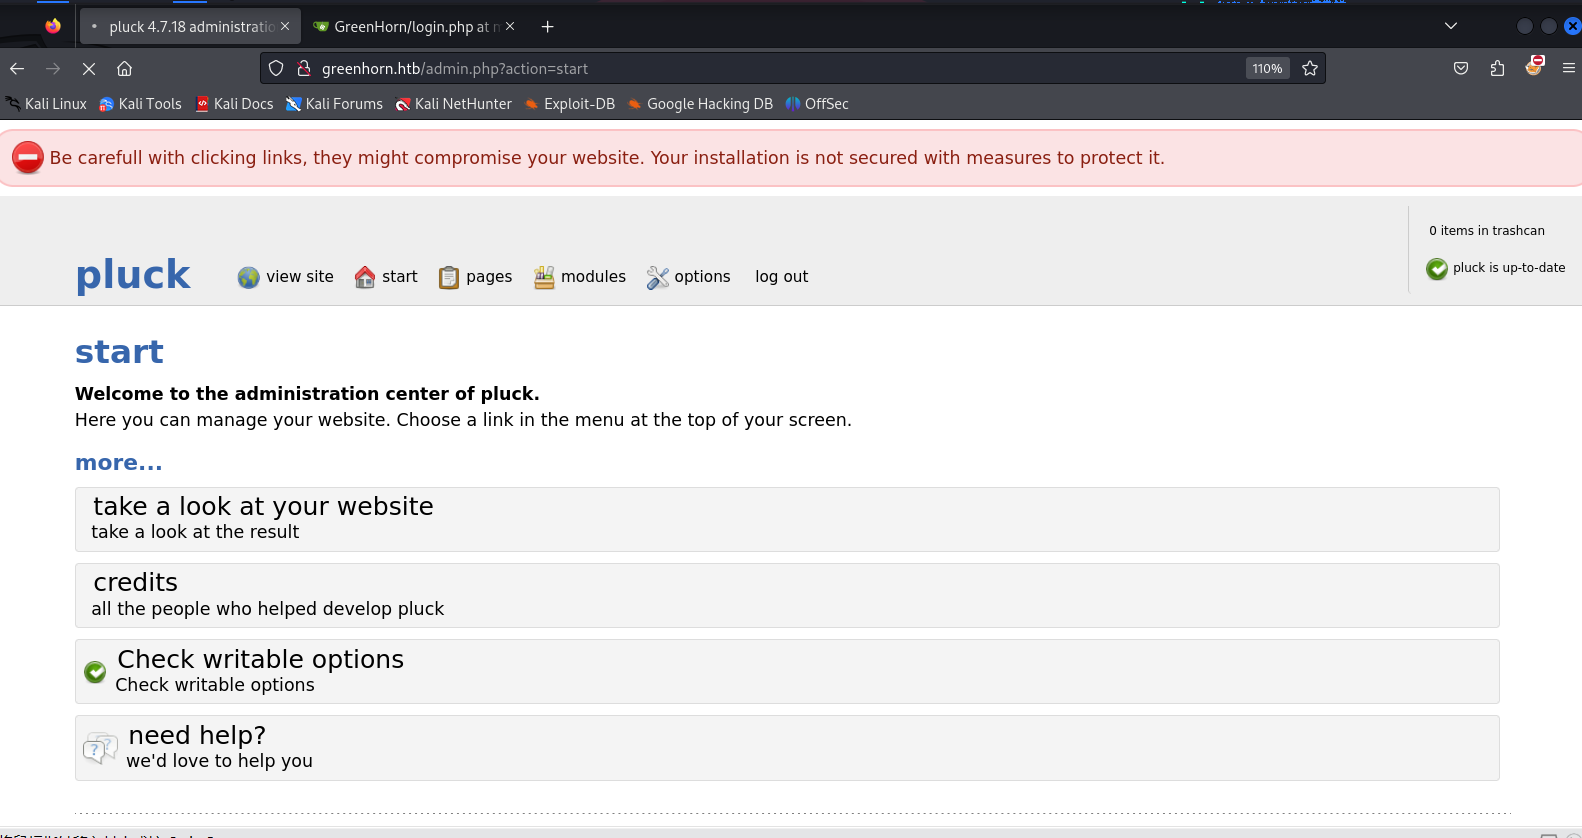 pluck 4.7.18 administratio
GreenHorn/login.php at m
greenhorn.htb/admin.php?action=start
110%
Kali Linux Kali Tools Kali Docs Kali Forums Kali NetHunter Exploit-DB Google Hacking DB OffSec
Be carefull with clicking links, they might compromise your website. Your installation is not secured with measures to protect it.
0 items in trashcan
pluck is up-to-date
pluck view site start pages modules options log out
start
Welcome to the administration center of pluck.
Here you can manage your website. Choose a link in the menu at the top of your screen.
more...
take a look at your website
take a look at the result
credits
all the people who helped develop pluck
Check writable options
Check writable options
need help?
we'd love to help you